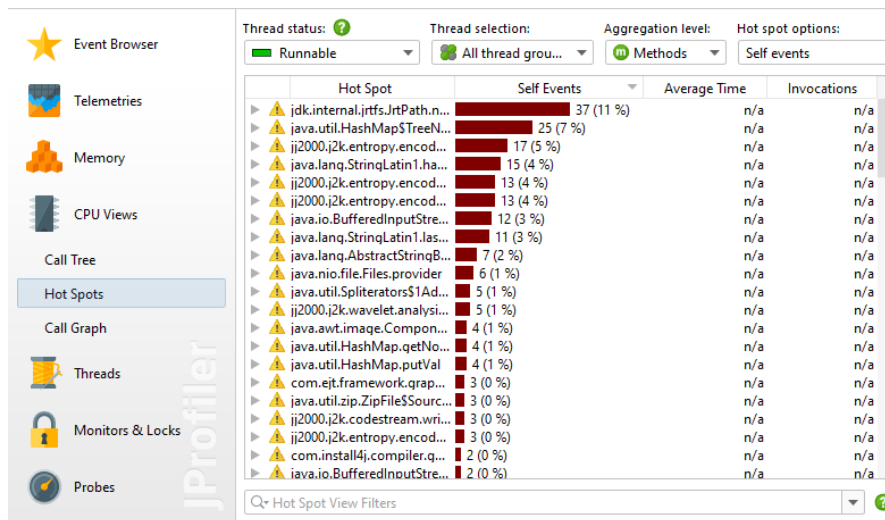 Event Browser
Telemetries
Memory
CPU Views
Call Tree
Hot Spots
Call Graph
Threads
Monitors & Locks
Probes
JProfiler
Thread status: ?
Thread selection:
Aggregation level:
Hot spot options:
Runnable
All thread grou...
m Methods
Self events
Hot Spot Self Events Average Time Invocations
jdk.internal.jrtfs.JrtPath.n... 37 (11 %) n/a n/a
java.util.HashMap$TreeN... 25 (7 %) n/a n/a
jj2000.j2k.entropy.encod... 17 (5 %) n/a n/a
java.lang.StringLatin1.ha... 15 (4 %) n/a n/a
jj2000.j2k.entropy.encod... 13 (4 %) n/a n/a
jj2000.j2k.entropy.encod... 13 (4 %) n/a n/a
java.io.BufferedInputStre... 12 (3 %) n/a n/a
java.lang.StringLatin1.las... 11 (3 %) n/a n/a
java.lang.AbstractStringB... 7 (2 %) n/a n/a
java.nio.file.Files.provider 6 (1 %) n/a n/a
java.util.Spliterators$1Ad... 5 (1 %) n/a n/a
jj2000.j2k.wavelet.analysi... 5 (1 %) n/a n/a
java.awt.image.Compon... 4 (1 %) n/a n/a
java.util.HashMap.getNo... 4 (1 %) n/a n/a
java.util.HashMap.putVal 4 (1 %) n/a n/a
com.ejt.framework.grap... 3 (0 %) n/a n/a
java.util.zip.ZipFile$Sourc... 3 (0 %) n/a n/a
jj2000.j2k.codestream.wri... 3 (0 %) n/a n/a
jj2000.j2k.entropy.encod... 3 (0 %) n/a n/a
com.install4j.compiler.g... 2 (0 %) n/a n/a
java.io.BufferedInputStre... 2 (0 %) n/a n/a
Hot Spot View Filters
?